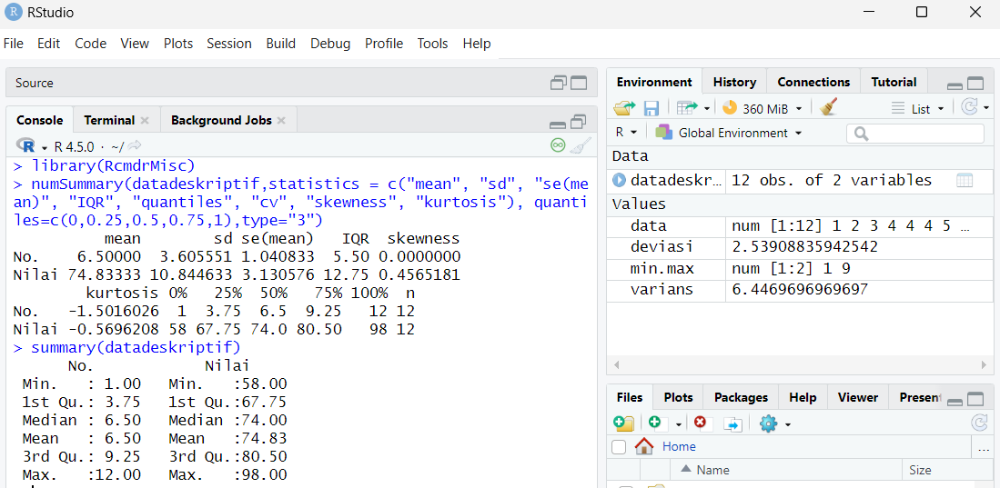 RStudio
File Edit Code View Plots Session Build Debug Profile Tools Help
Source
Console Terminal Background Jobs
R 4.5.0 · ~/
> library(RcmdrMisc)
> numSummary(datadeskriptif,statistics = c("mean", "sd", "se(me
an)", "IQR", "quantiles", "cv", "skewness", "kurtosis"), quanti
les=c(0,0.25,0.5,0.75,1),type="3")
mean sd se(mean) IQR skewness
No. 6.50000 3.605551 1.040833 5.50 0.0000000
Nilai 74.83333 10.844633 3.130576 12.75 0.4565181
kurtosis 0% 25% 50% 75% 100% n
No. -1.5016026 1 3.75 6.5 9.25 12 12
Nilai -0.5696208 58 67.75 74.0 80.50 98 12
> summary(datadeskriptif)
No. Nilai
Min. : 1.00 Min. :58.00
1st Qu.: 3.75 1st Qu.:67.75
Median : 6.50 Median :74.00
Mean : 6.50 Mean :74.83
3rd Qu.: 9.25 3rd Qu.:80.50
Max. :12.00 Max. :98.00
Environment History Connections Tutorial
360 MiB List
R Global Environment
Data
datadeskr... 12 obs. of 2 variables
Values
data num [1:12] 1 2 3 4 4 4 5 ...
deviasi 2.53908835942542
min.max num [1:2] 1 9
varians 6.4469696969697
Files Plots Packages Help Viewer Present
Home ...
Name Size